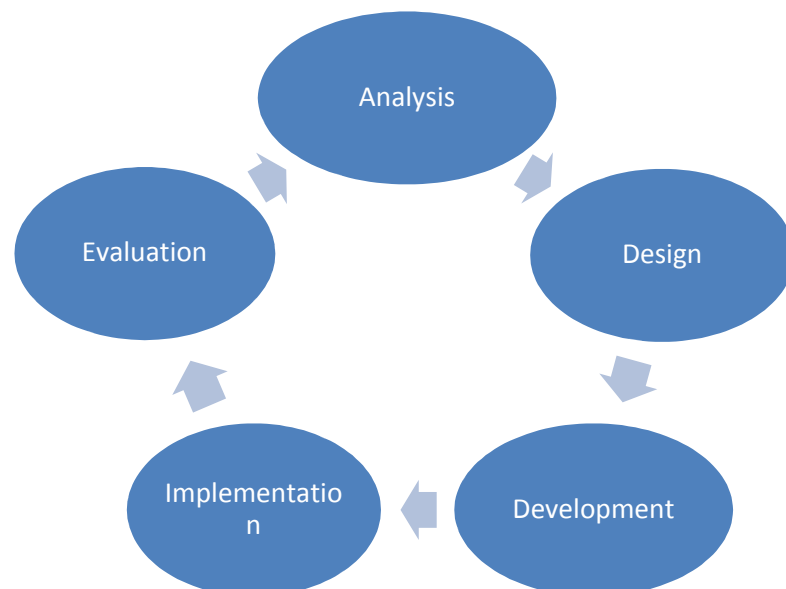 Analysis
Design
Development
Implementatio
n
Evaluation